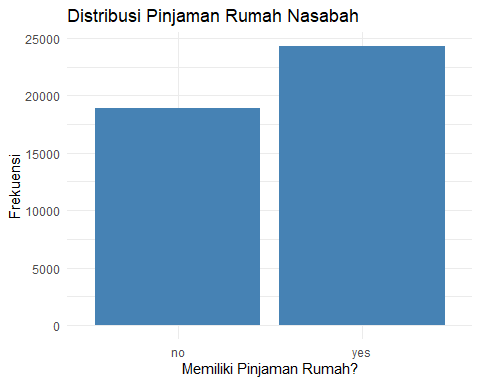 Distribusi Pinjaman Rumah Nasabah
25000
20000
15000
10000
5000
0
Frekuensi
no yes
Memiliki Pinjaman Rumah?